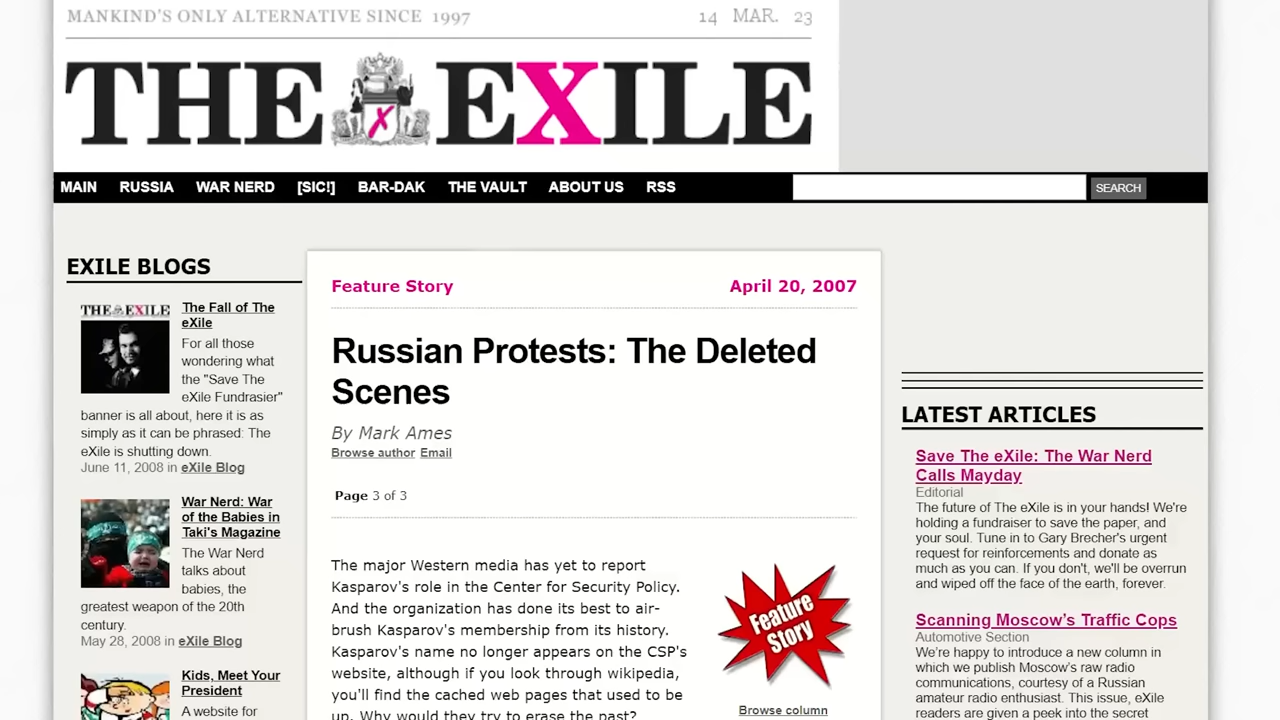 MANKIND'S ONLY ALTERNATIVE SINCE 1997
14 MAR. 23
THE EXILE
MAIN RUSSIA WAR NERD [SIC!] BAR-DAK THE VAULT ABOUT US RSS
SEARCH
EXILE BLOGS
THE EXILE
The Fall of The
eXile
For all those
wondering what
the "Save The
eXile Fundrasier"
banner is all about, here it is as
simply as it can be phrased: The
eXile is shutting down.
June 11, 2008 in eXile Blog
War Nerd: War
of the Babies in
Taki's Magazine
The War Nerd
talks about
babies, the
greatest weapon of the 20th
century.
May 28, 2008 in eXile Blog
Kids, Meet Your
President
A website for
Feature Story
April 20, 2007
Russian Protests: The Deleted
Scenes
By Mark Ames
Browse author Email
Page 3 of 3
The major Western media has yet to report
Kasparov's role in the Center for Security Policy.
And the organization has done its best to air-
brush Kasparov's membership from its history.
Kasparov's name no longer appears on the CSP's
website, although if you look through wikipedia,
you'll find the cached web pages that used to be
up. Why would they try to erase the past?
Feature
Story
Browse column
LATEST ARTICLES
Save The eXile: The War Nerd
Calls Mayday
Editorial
The future of The eXile is in your hands! We're
holding a fundraiser to save the paper, and
your soul. Tune in to Gary Brecher's urgent
request for reinforcements and donate as
much as you can. If you don't, we'll be overrun
and wiped off the face of the earth, forever.
Scanning Moscow's Traffic Cops
Automotive Section
We're happy to introduce a new column in
which we publish Moscow's raw radio
communications, courtesy of a Russian
amateur radio enthusiast. This issue, eXile
readers are given a peek into the secret